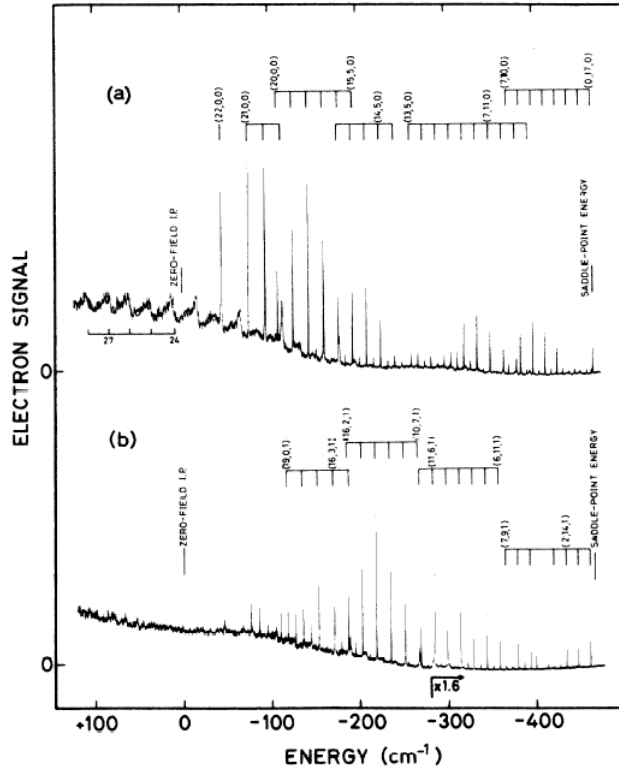 (a)
(22,0,0)
(21,0,0)
(20,0,0)
(15,5,0)
(14,5,0)
(13,5,0)
(7,11,0)
(7,10,0)
(0,17,0)
ZERO-FIELD I.P.
SADDLE-POINT ENERGY
27
24
0
ELECTRON SIGNAL
(b)
(19,0,1)
(16,3,1)
(16,2,1)
(10,7,1)
(11,6,1)
(6,11,1)
(7,9,1)
(2,14,1)
ZERO-FIELD I.P.
SADDLE-POINT ENERGY
0
x1.6
+100 0 -100 -200 -300 -400
ENERGY (cm⁻¹)